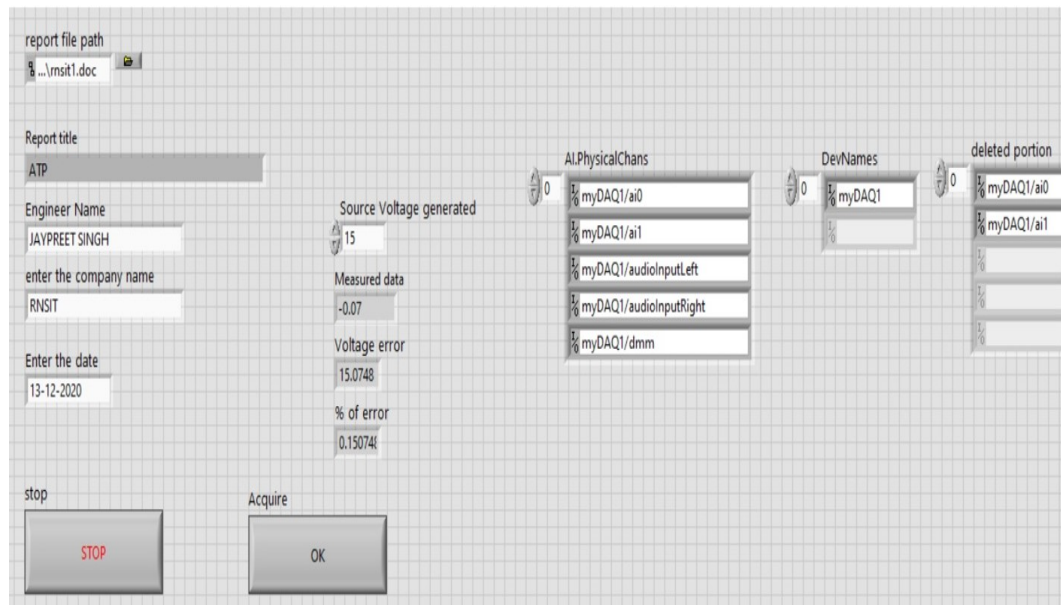 report file path
...\rnsit1.doc
Report title
ATP
Engineer Name
JAYPREET SINGH
enter the company name
RNSIT
Enter the date
13-12-2020
Source Voltage generated
15
Measured data
-0.07
Voltage error
15.0748
% of error
0.15074
AI.PhysicalChans
0
myDAQ1/ai0
myDAQ1/ai1
myDAQ1/audioInputLeft
myDAQ1/audioInputRight
myDAQ1/dmm
DevNames
0
myDAQ1
deleted portion
0
myDAQ1/ai0
myDAQ1/ai1
stop
STOP
Acquire
OK